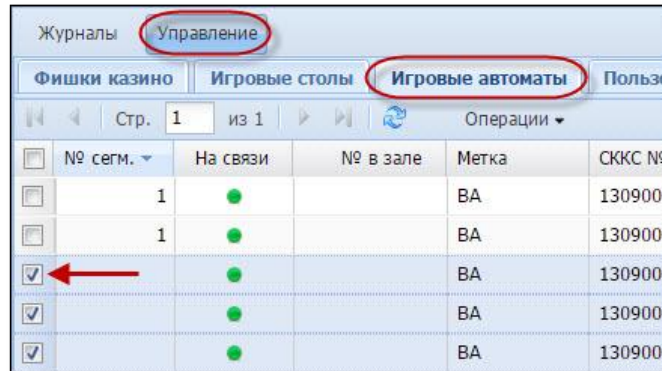 Журналы Управление
Фишки казино Игровые столы Игровые автоматы
Стр. 1 из 1 Операции
№ сегм. На связи № в зале Метка СККС №
1 ВА 130900
1 ВА 130900
ВА 130900
ВА 130900
ВА 130900